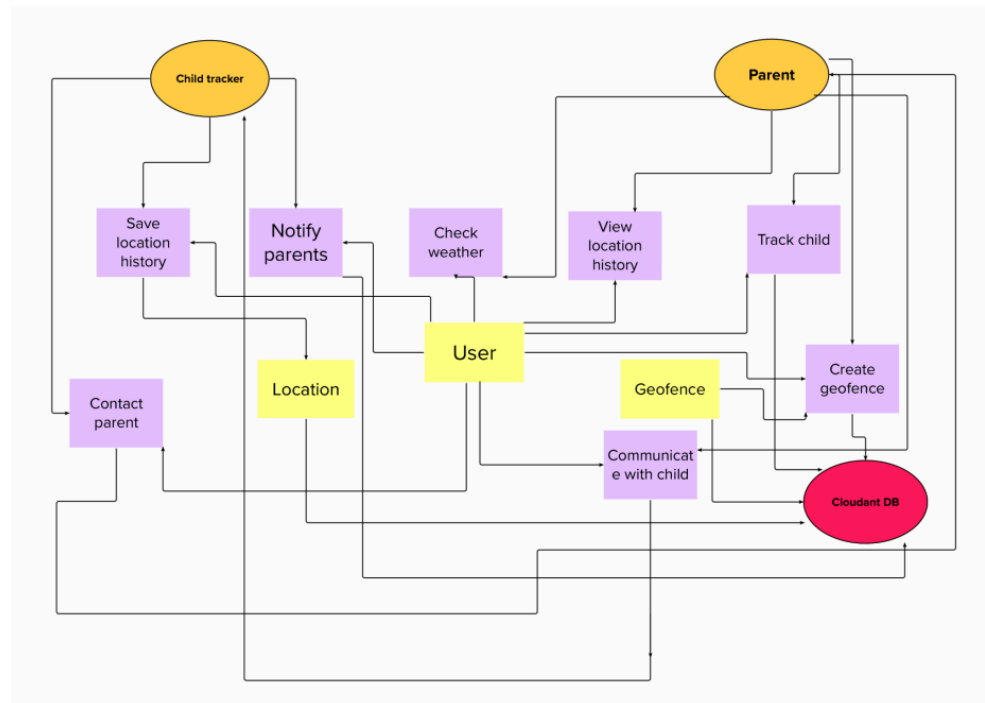 Child tracker
Parent
Save
location
history
Notify
parents
Check
weather
View
location
history
Track child
User
Location
Geofence
Create
geofence
Contact
parent
Communicat
e with child
Cloudant DB